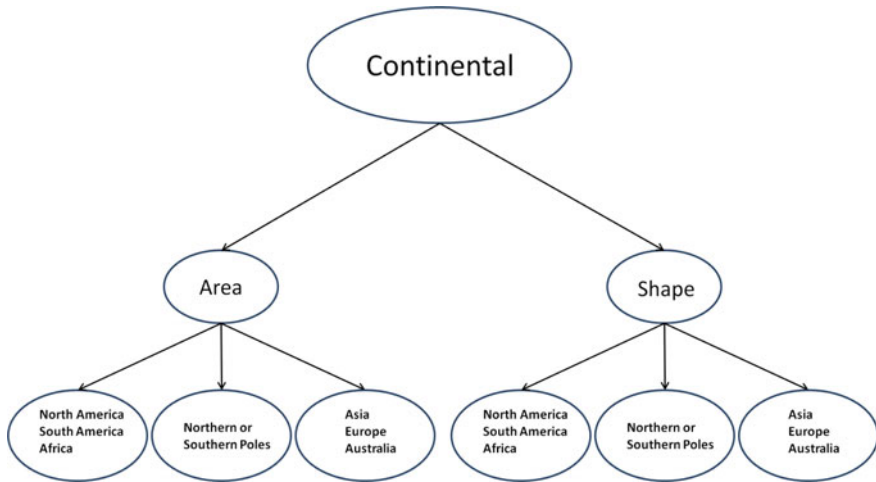 Continental
Area
Shape
North America
South America
Africa
Northern or
Southern Poles
Asia
Europe
Australia
North America
South America
Africa
Northern or
Southern Poles
Asia
Europe
Australia